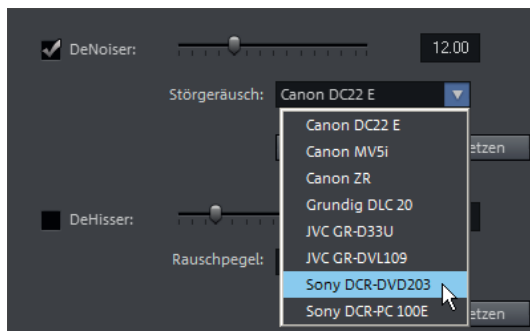 DeNoiser: 12.00
Störgeräusch: Canon DC22 E
Canon DC22 E
Canon MV5i
etzen
Canon ZR
Grundig DLC 20
DeHisser: JVC GR-D33U
Rauschpegel: JVC GR-DVL109
Sony DCR-DVD203
Sony DCR-PC 100E
etzen